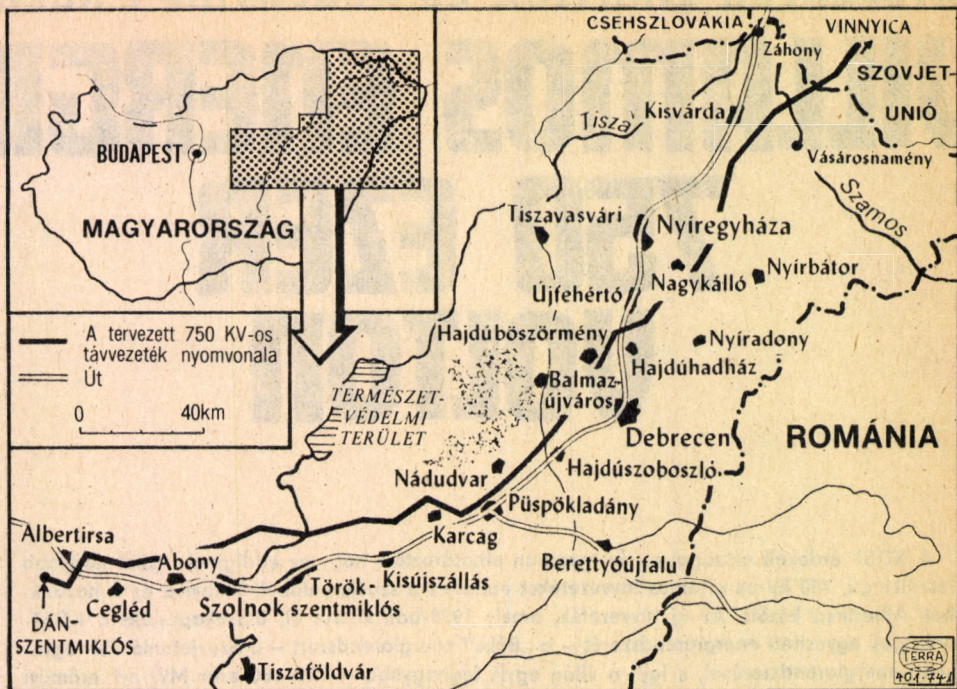 CSEHSZLOVÁKIA
VINNYICA
Záhony
SZOVJET-
UNIÓ
Kisvárda
Tisza
Vásárosnamény
Szamos
BUDAPEST
MAGYARORSZÁG
Tiszavasvári
Nyíregyháza
Nagykálló
Nyírbátor
Újfehértó
Hajdúböszörmény
Nyíradony
Hajdúhadház
A tervezett 750 KV-os
távvezeték nyomvonala
Út
0 40km
TERMÉSZET-
VÉDELMI
TERÜLET
Balmaz-
újváros
Debrecen
ROMÁNIA
Hajdúszoboszló
Nádudvar
Püspökladány
Karcag
Berettyóújfalu
Albertirsa
Abony
Kisújszállás
Török-
szentmiklós
Cegléd
Szolnok
DÁN-
SZENTMIKLÓS
Tiszaföldvár
TERRA
401-741